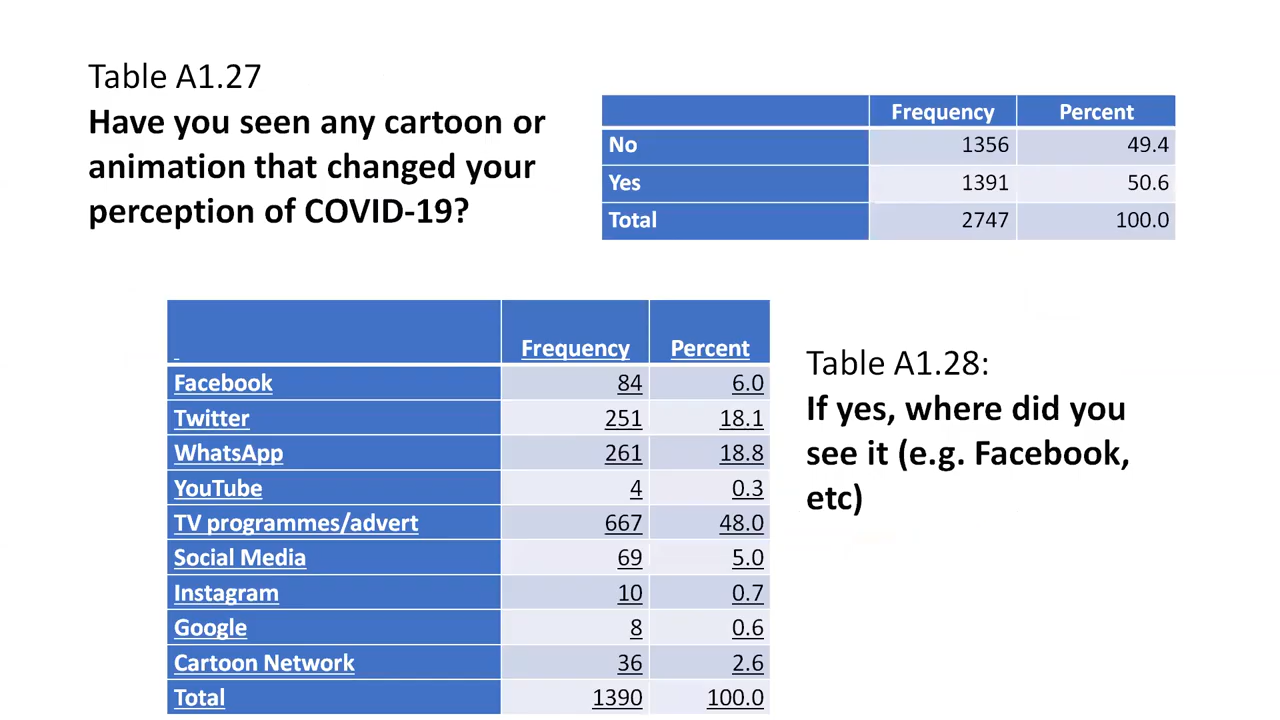 Table A1.27
Have you seen any cartoon or
animation that changed your
perception of COVID-19?
Frequency Percent
No 1356 49.4
Yes 1391 50.6
Total 2747 100.0
Frequency Percent
Facebook 84 6.0
Twitter 251 18.1
WhatsApp 261 18.8
YouTube 4 0.3
TV programmes/advert 667 48.0
Social Media 69 5.0
Instagram 10 0.7
Google 8 0.6
Cartoon Network 36 2.6
Total 1390 100.0
Table A1.28:
If yes, where did you
see it (e.g. Facebook,
etc)